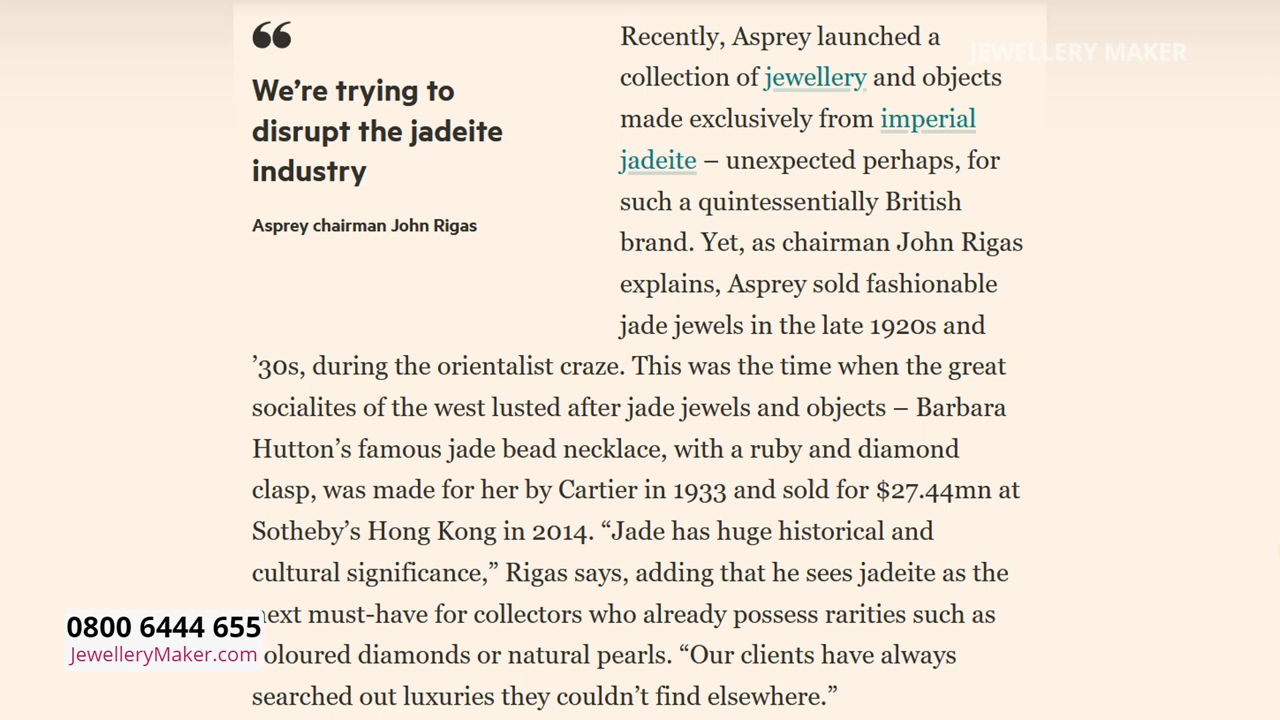 “
We’re trying to
disrupt the jadeite
industry
Asprey chairman John Rigas
JEWELLERY MAKER
Recently, Asprey launched a
collection of jewellery and objects
made exclusively from imperial
jadeite – unexpected perhaps, for
such a quintessentially British
brand. Yet, as chairman John Rigas
explains, Asprey sold fashionable
jade jewels in the late 1920s and
’30s, during the orientalist craze. This was the time when the great
socialites of the west lusted after jade jewels and objects – Barbara
Hutton’s famous jade bead necklace, with a ruby and diamond
clasp, was made for her by Cartier in 1933 and sold for $27.44mn at
Sotheby’s Hong Kong in 2014. “Jade has huge historical and
cultural significance,” Rigas says, adding that he sees jadeite as the
next must-have for collectors who already possess rarities such as
oloured diamonds or natural pearls. “Our clients have always
searched out luxuries they couldn’t find elsewhere.”
0800 6444 655
JewelleryMaker.com